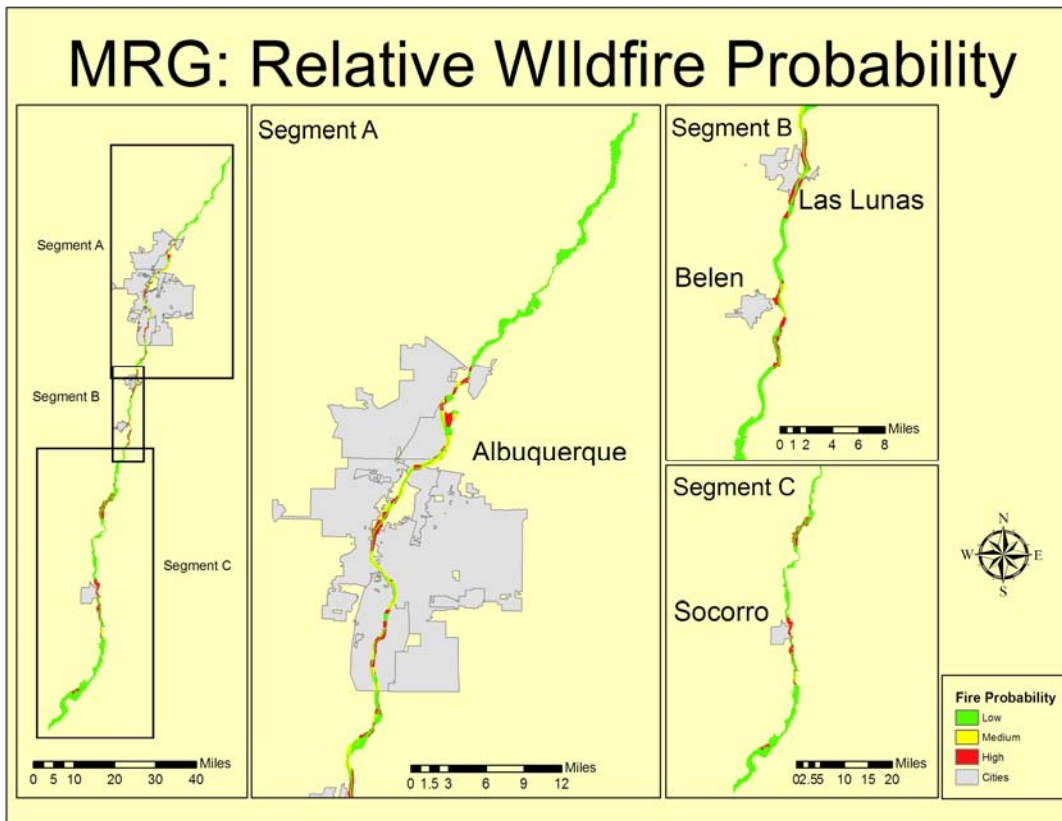 MRG: Relative WIldfire Probability
Segment A
Segment B
Segment C
Miles
0 5 10 20 30 40
Segment A
Albuquerque
Miles
0 1.5 3 6 9 12
Segment B
Las Lunas
Belen
Miles
0 1 2 4 6 8
Segment C
Socorro
Miles
02.55 10 15 20
N
W E
S
Fire Probability
Low
Medium
High
Cities